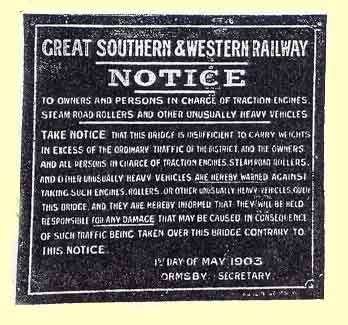 GREAT SOUTHERN & WESTERN RAILWAY
NOTICE
TO OWNERS AND PERSONS IN CHARGE OF TRACTION ENGINES,
STEAM ROAD ROLLERS AND OTHER UNUSUALLY HEAVY VEHICLES
TAKE NOTICE THAT THIS BRIDGE IS INSUFFICIENT TO CARRY WEIGHTS
IN EXCESS OF THE ORDINARY TRAFFIC OF THE DISTRICT, AND THE OWNERS
AND ALL PERSONS IN CHARGE OF TRACTION ENGINES, STEAM ROAD ROLLERS,
AND OTHER UNUSUALLY HEAVY VEHICLES ARE HEREBY WARNED AGAINST
TAKING SUCH ENGINES, ROLLERS, OR OTHER UNUSUALLY HEAVY VEHICLES, OVER
THIS BRIDGE, AND THEY ARE HEREBY INFORMED THAT THEY WILL BE HELD
RESPONSIBLE FOR ANY DAMAGE THAT MAY BE CAUSED IN CONSEQUENCE
OF SUCH TRAFFIC BEING TAKEN OVER THIS BRIDGE CONTRARY TO
THIS NOTICE.
1ST DAY OF MAY 1903
ORMSBY. SECRETARY.